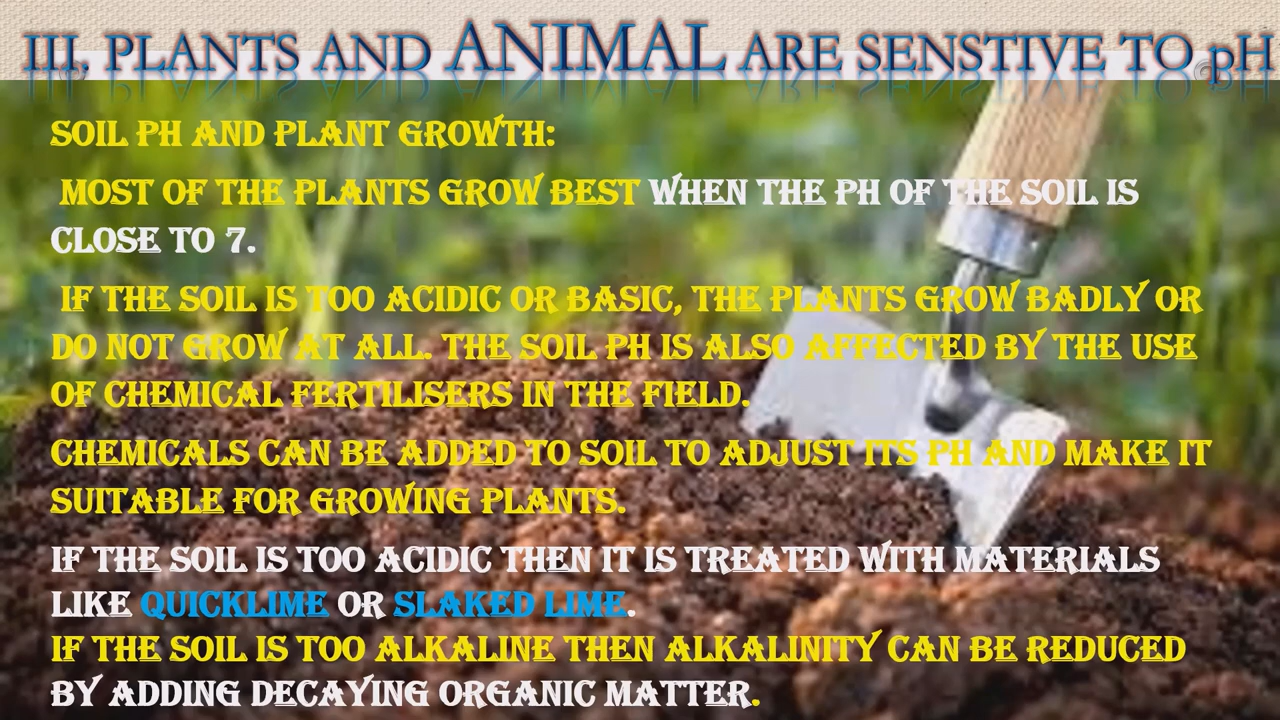 III. PLANTS AND ANIMAL ARE SENSTIVE TO pH
SOIL PH AND PLANT GROWTH:
MOST OF THE PLANTS GROW BEST WHEN THE PH OF THE SOIL IS
CLOSE TO 7.
IF THE SOIL IS TOO ACIDIC OR BASIC, THE PLANTS GROW BADLY OR
DO NOT GROW AT ALL. THE SOIL PH IS ALSO AFFECTED BY THE USE
OF CHEMICAL FERTILISERS IN THE FIELD.
CHEMICALS CAN BE ADDED TO SOIL TO ADJUST ITS PH AND MAKE IT
SUITABLE FOR GROWING PLANTS.
IF THE SOIL IS TOO ACIDIC THEN IT IS TREATED WITH MATERIALS
LIKE QUICKLIME OR SLAKED LIME.
IF THE SOIL IS TOO ALKALINE THEN ALKALINITY CAN BE REDUCED
BY ADDING DECAYING ORGANIC MATTER.